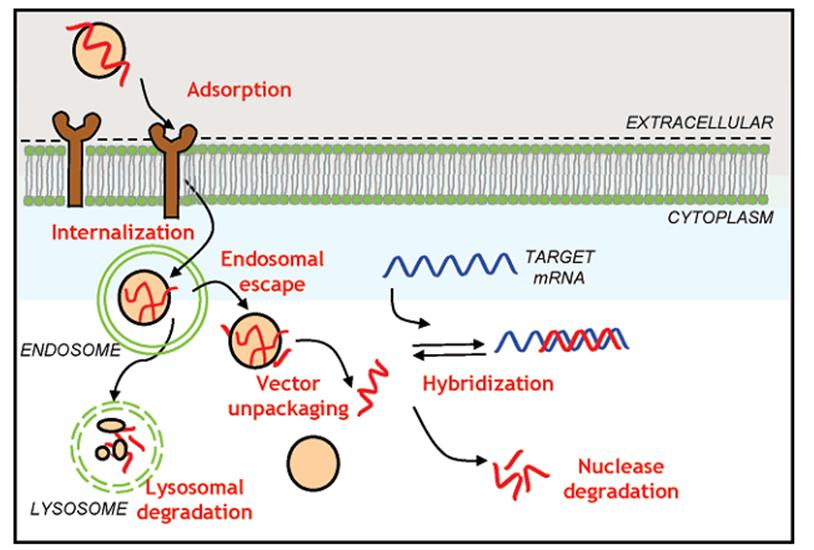 Adsorption
EXTRACELLULAR
CYTOPLASM
Internalization
Endosomal
escape
TARGET
mRNA
ENDOSOME
Vector
unpackaging
Hybridization
Lysosomal
degradation
LYSOSOME
Nuclease
degradation